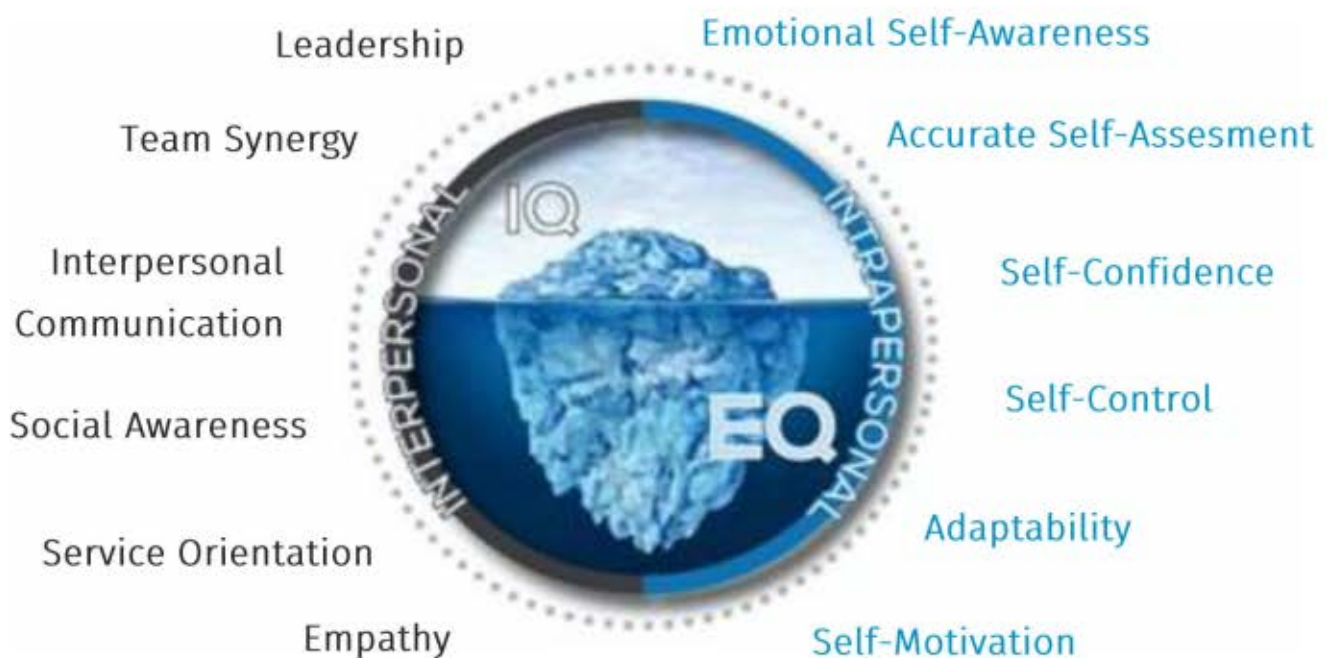 Leadership
Team Synergy
Interpersonal
Communication
Social Awareness
Service Orientation
Empathy
INTERPERSONAL
IQ
EQ
INTRAPERSONAL
Emotional Self-Awareness
Accurate Self-Assesment
Self-Confidence
Self-Control
Adaptability
Self-Motivation